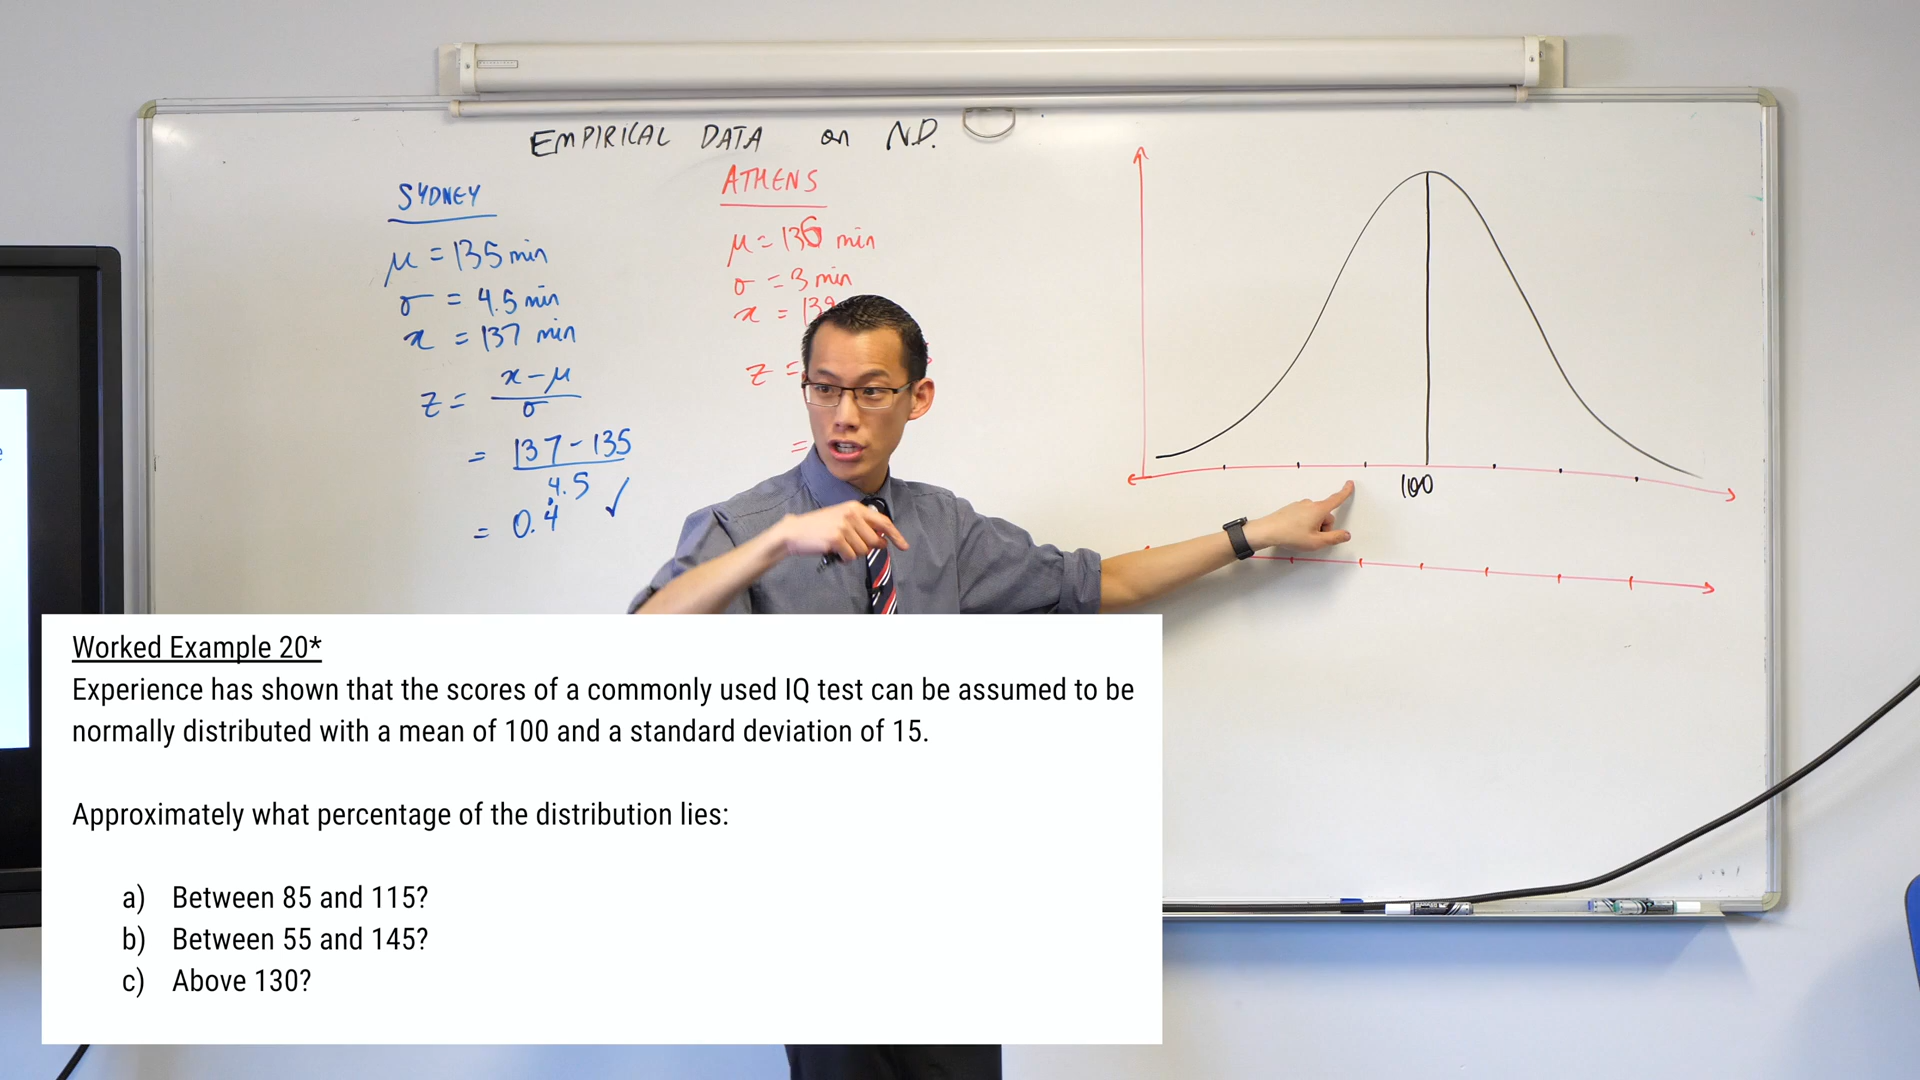 EMPIRICAL DATA on N.D.
SYDNEY
μ = 135 min
σ = 4.5 min
x = 137 min
z = x - μ
σ
= 137 - 135
4.5
= 0.4̇ ✓
ATHENS
μ = 136 min
σ = 3 min
x =
z =
=
100
Worked Example 20*
Experience has shown that the scores of a commonly used IQ test can be assumed to be
normally distributed with a mean of 100 and a standard deviation of 15.
Approximately what percentage of the distribution lies:
a) Between 85 and 115?
b) Between 55 and 145?
c) Above 130?